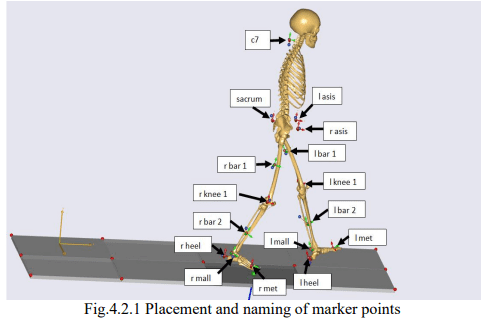 c7
sacrum
l asis
r asis
l bar 1
r bar 1
l knee 1
r knee 1
l bar 2
r bar 2
r heel
l mall
l met
r mall
r met
l heel
Fig.4.2.1 Placement and naming of marker points